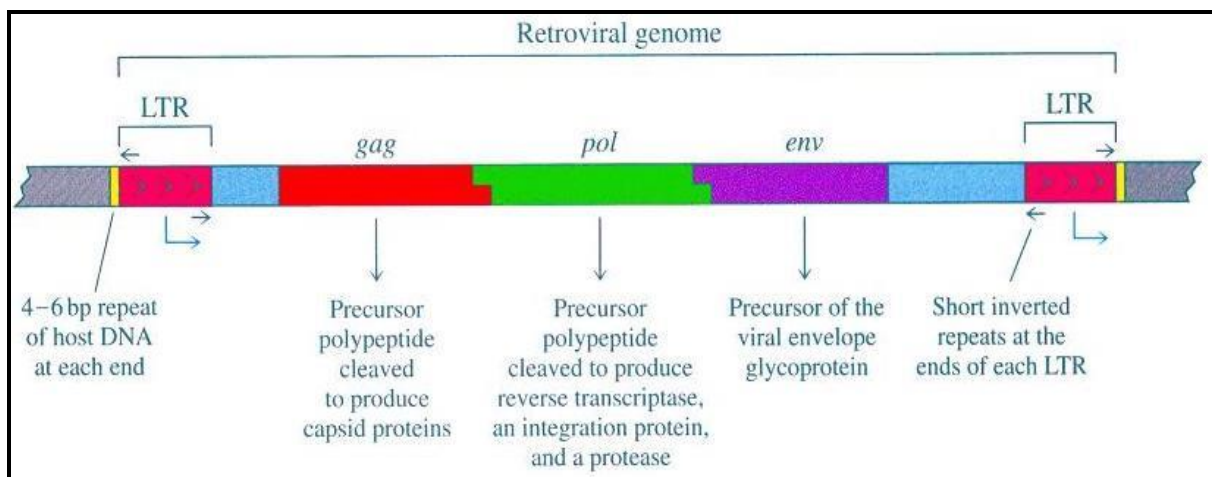 Retroviral genome
LTR
LTR
gag
pol
env
4–6 bp repeat
of host DNA
at each end
Precursor
polypeptide
cleaved
to produce
capsid proteins
Precursor
polypeptide
cleaved to produce
reverse transcriptase,
an integration protein,
and a protease
Precursor of the
viral envelope
glycoprotein
Short inverted
repeats at the
ends of each LTR